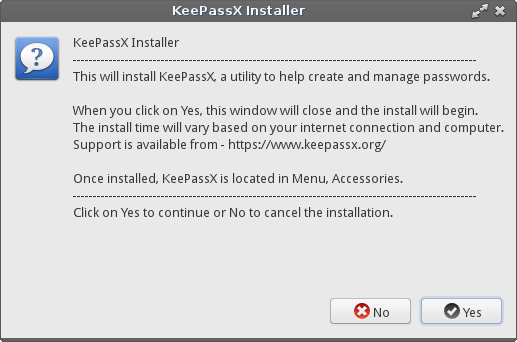 KeePassX Installer
KeePassX Installer
--------------------------------------------------------------------------------------------
This will install KeePassX, a utility to help create and manage passwords.
When you click on Yes, this window will close and the install will begin.
The install time will vary based on your internet connection and computer.
Support is available from - https://www.keepassx.org/
Once installed, KeePassX is located in Menu, Accessories.
--------------------------------------------------------------------------------------------
Click on Yes to continue or No to cancel the installation.
No
Yes